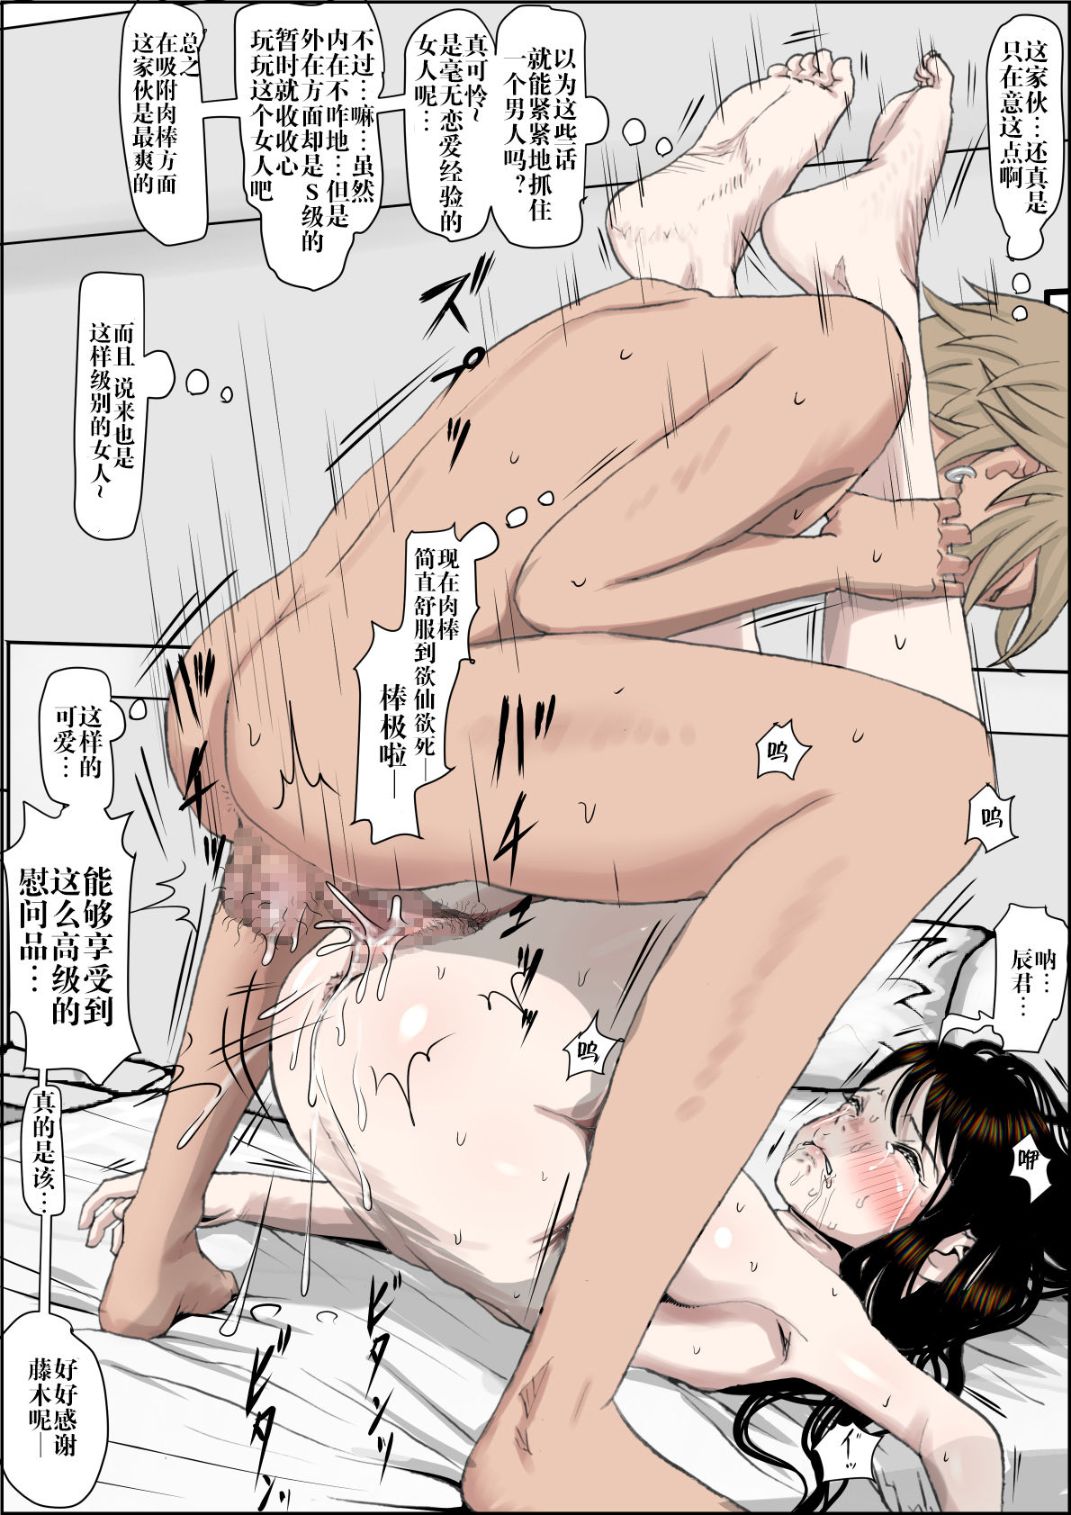 这家伙…还真是
只在意这点啊
以为这些话
就能紧紧地抓住
一个男人吗?
真可怜~
是毫无恋爱经验的
女人呢…
不过…嘛…虽然
内在不咋地…但是
外在方面却是S级的
暂时就收收心
玩玩这个女人吧
总之
在吸附肉棒方面
这家伙是最爽的
而且 说来也是
这样级别的女人~
现在肉棒
简直舒服到欲仙欲死—
棒极啦—
这样的
可爱…
能够享受到
这么高级的
慰问品…
真的是该…
好好感谢
藤木呢—
呐…
辰君…
呜
呜
呜
咿
ズパ
ビダン
ビダン